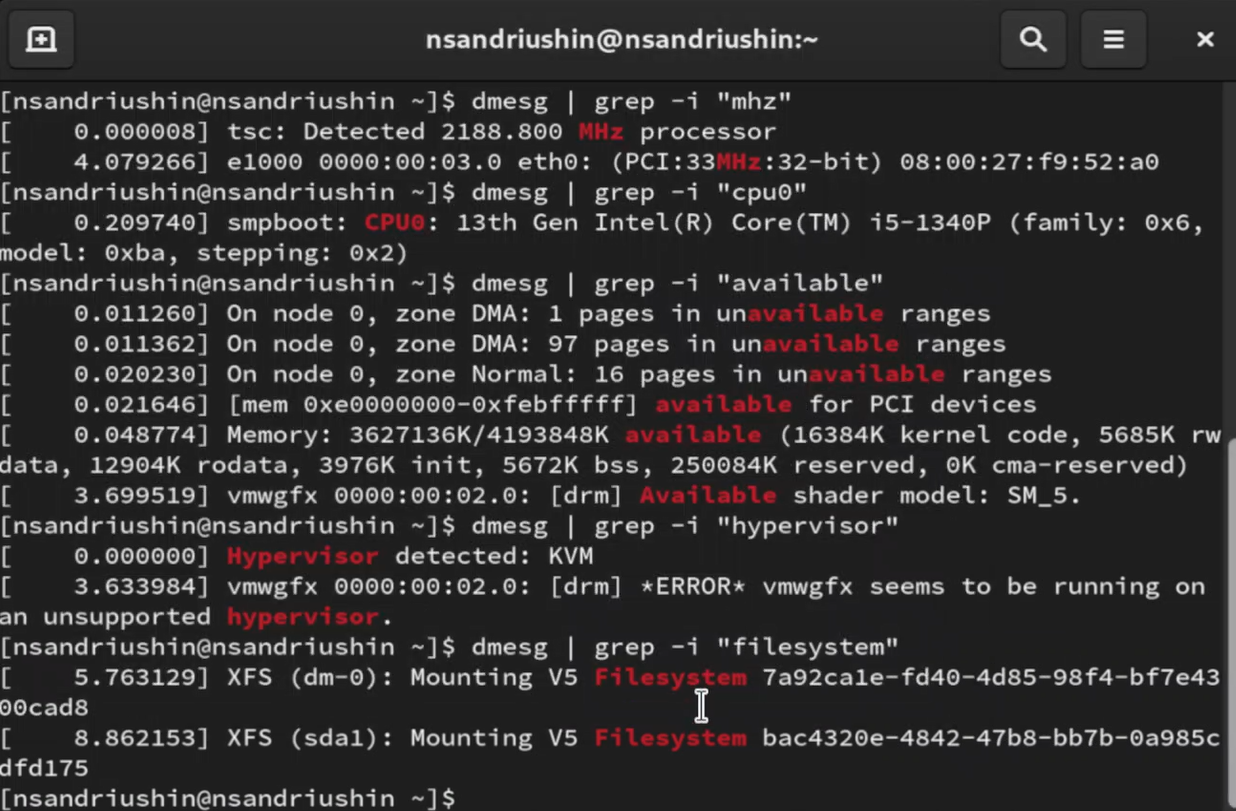 nsandriushin@nsandriushin:~
[nsandriushin@nsandriushin ~]$ dmesg | grep -i "mhz"
[    0.000008] tsc: Detected 2188.800 MHz processor
[    4.079266] e1000 0000:00:03.0 eth0: (PCI:33MHz:32-bit) 08:00:27:f9:52:a0
[nsandriushin@nsandriushin ~]$ dmesg | grep -i "cpu0"
[    0.209740] smpboot: CPU0: 13th Gen Intel(R) Core(TM) i5-1340P (family: 0x6,
model: 0xba, stepping: 0x2)
[nsandriushin@nsandriushin ~]$ dmesg | grep -i "available"
[    0.011260] On node 0, zone DMA: 1 pages in unavailable ranges
[    0.011362] On node 0, zone DMA: 97 pages in unavailable ranges
[    0.020230] On node 0, zone Normal: 16 pages in unavailable ranges
[    0.021646] [mem 0xe0000000-0xfebfffff] available for PCI devices
[    0.048774] Memory: 3627136K/4193848K available (16384K kernel code, 5685K rw
data, 12904K rodata, 3976K init, 5672K bss, 250084K reserved, 0K cma-reserved)
[    3.699519] vmwgfx 0000:00:02.0: [drm] Available shader model: SM_5.
[nsandriushin@nsandriushin ~]$ dmesg | grep -i "hypervisor"
[    0.000000] Hypervisor detected: KVM
[    3.633984] vmwgfx 0000:00:02.0: [drm] *ERROR* vmwgfx seems to be running on
an unsupported hypervisor.
[nsandriushin@nsandriushin ~]$ dmesg | grep -i "filesystem"
[    5.763129] XFS (dm-0): Mounting V5 Filesystem 7a92ca1e-fd40-4d85-98f4-bf7e43
00cad8
[    8.862153] XFS (sda1): Mounting V5 Filesystem bac4320e-4842-47b8-bb7b-0a985c
dfd175
[nsandriushin@nsandriushin ~]$